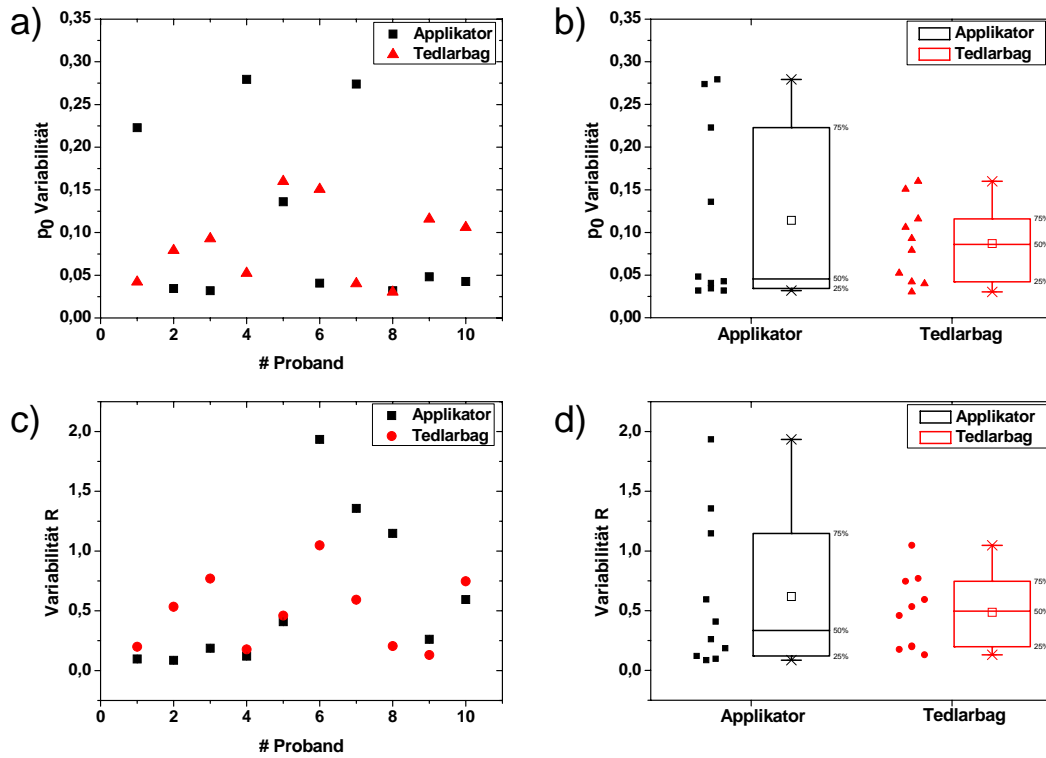 a)
p0 Variabilität
0,35
0,30
0,25
0,20
0,15
0,10
0,05
0,00
0 2 4 6 8 10
# Proband
Applikator
Tedlarbag
b)
p0 Variabilität
0,35
0,30
0,25
0,20
0,15
0,10
0,05
0,00
Applikator
Tedlarbag
75%
50%
25%
75%
50%
25%
Applikator Tedlarbag
c)
Variabilität R
2,0
1,5
1,0
0,5
0,0
0 2 4 6 8 10
# Proband
Applikator
Tedlarbag
d)
Variabilität R
2,0
1,5
1,0
0,5
0,0
Applikator
Tedlarbag
75%
50%
25%
75%
50%
25%
Applikator Tedlarbag